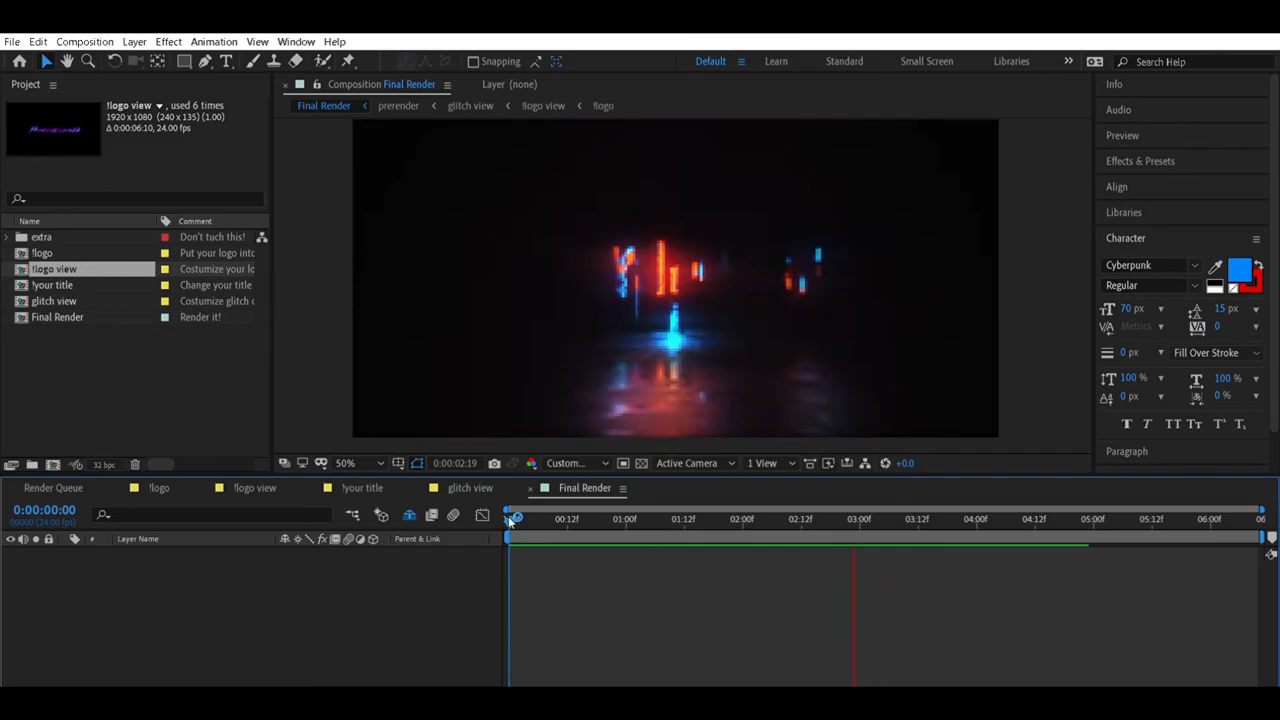 File Edit Composition Layer Effect Animation View Window Help
Snapping Default Learn Standard Small Screen Libraries » Search Help
Project
!logo view ▾, used 6 times
1920 x 1080 (240 x 135) (1.00)
Δ 0:00:06:10, 24.00 fps
Name Comment
extra Don't tuch this!
!logo Put your logo into
!logo view Costumize your lo
!your title Change your title
glitch view Costumize glitch c
Final Render Render it!
32 bpc
Composition Final Render Layer (none)
Final Render prerender glitch view !logo view !logo
50% 0:00:02:19 Custom... Active Camera 1 View +0.0
Info
Audio
Preview
Effects & Presets
Align
Libraries
Character
Cyberpunk
Regular
70 px 15 px
Metrics 0
0 px Fill Over Stroke
100 % 100 %
0 px 0 %
T T TT Tt T¹ T₁
Paragraph
Render Queue !logo !logo view !your title glitch view Final Render
0:00:00:00
00000 (24.00 fps)
00:12f 01:00f 01:12f 02:00f 02:12f 03:00f 03:12f 04:00f 04:12f 05:00f 05:12f 06
# Layer Name Parent & Link